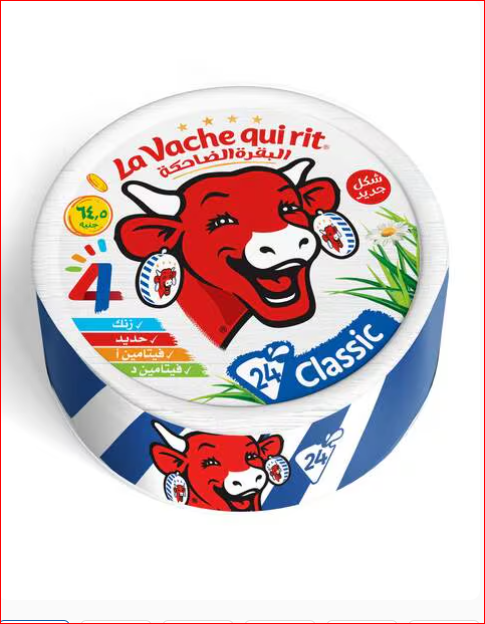 La Vache qui rit®
البقرة الضاحكة
شكل
جديد
٦٤,٥
جنيه
4
✓ زنك
✓ حديد
✓ فيتامين أ
✓ فيتامين د
24 Classic
®
24